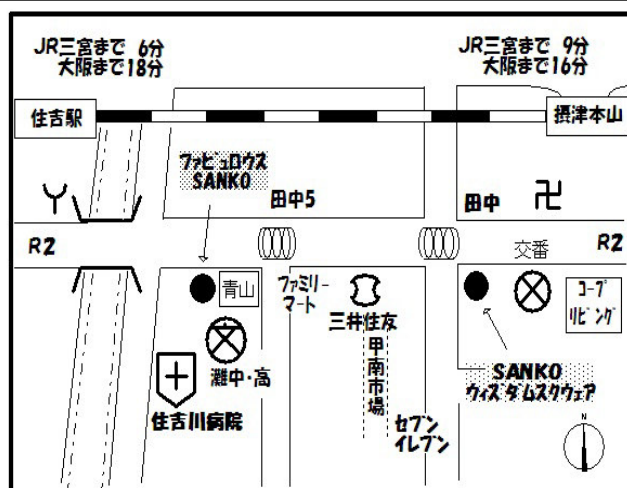 JR三宮まで 6分
大阪まで18分
JR三宮まで 9分
大阪まで16分
住吉駅
摂津本山
ファビュロウス
SANKO
田中5
田中
R2
交番
R2
青山
ファミリー
マート
三井住友
コープ
リビング
灘中・高
甲南市場
SANKO
ウィズダムスクウェア
住吉川病院
セブン
イレブン
N